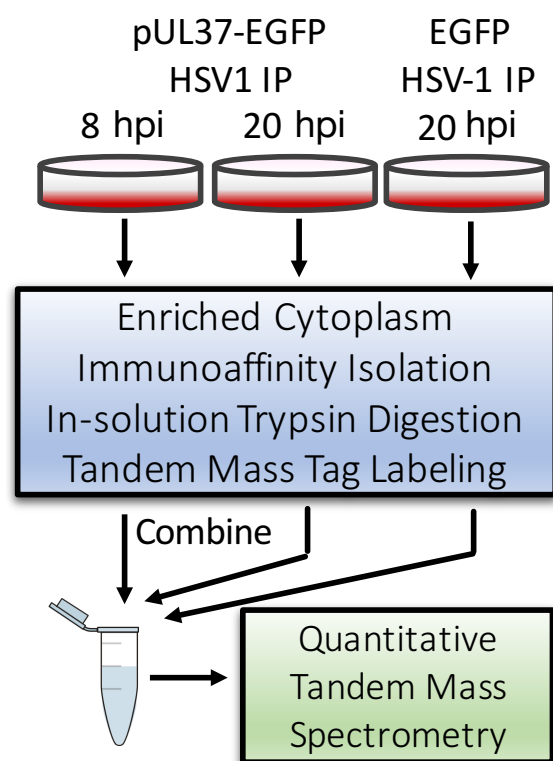 pUL37-EGFP
HSV1 IP
EGFP
HSV-1 IP
8 hpi
20 hpi
20 hpi
Enriched Cytoplasm
Immunoaffinity Isolation
In-solution Trypsin Digestion
Tandem Mass Tag Labeling
Combine
Quantitative
Tandem Mass
Spectrometry